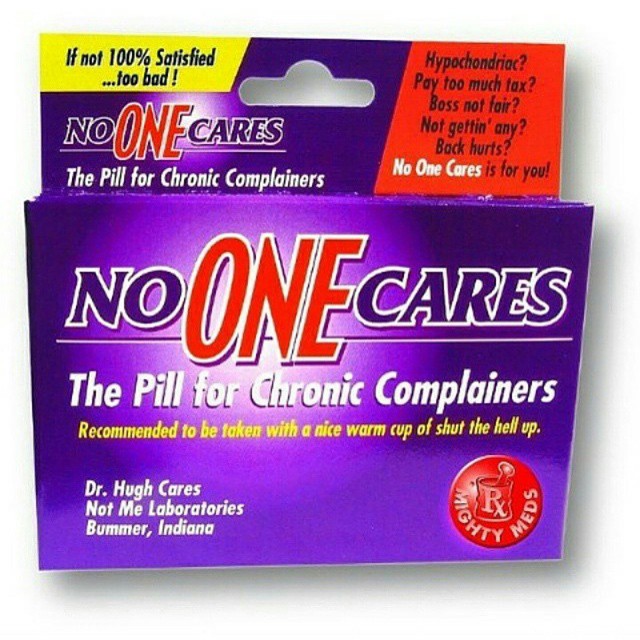 If not 100% Satisfied
...too bad !
NO ONE CARES
The Pill for Chronic Complainers
Hypochondriac?
Pay too much tax?
Boss not fair?
Not gettin' any?
Back hurts?
No One Cares is for you!
NO ONE CARES
The Pill for Chronic Complainers
Recommended to be taken with a nice warm cup of shut the hell up.
Dr. Hugh Cares
Not Me Laboratories
Bummer, Indiana
Rx
MIGHTY MEDS